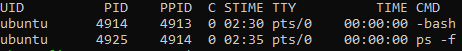 UID          PID    PPID  C STIME TTY          TIME CMD
ubuntu      4914    4913  0 02:30 pts/0    00:00:00 -bash
ubuntu      4925    4914  0 02:35 pts/0    00:00:00 ps -f